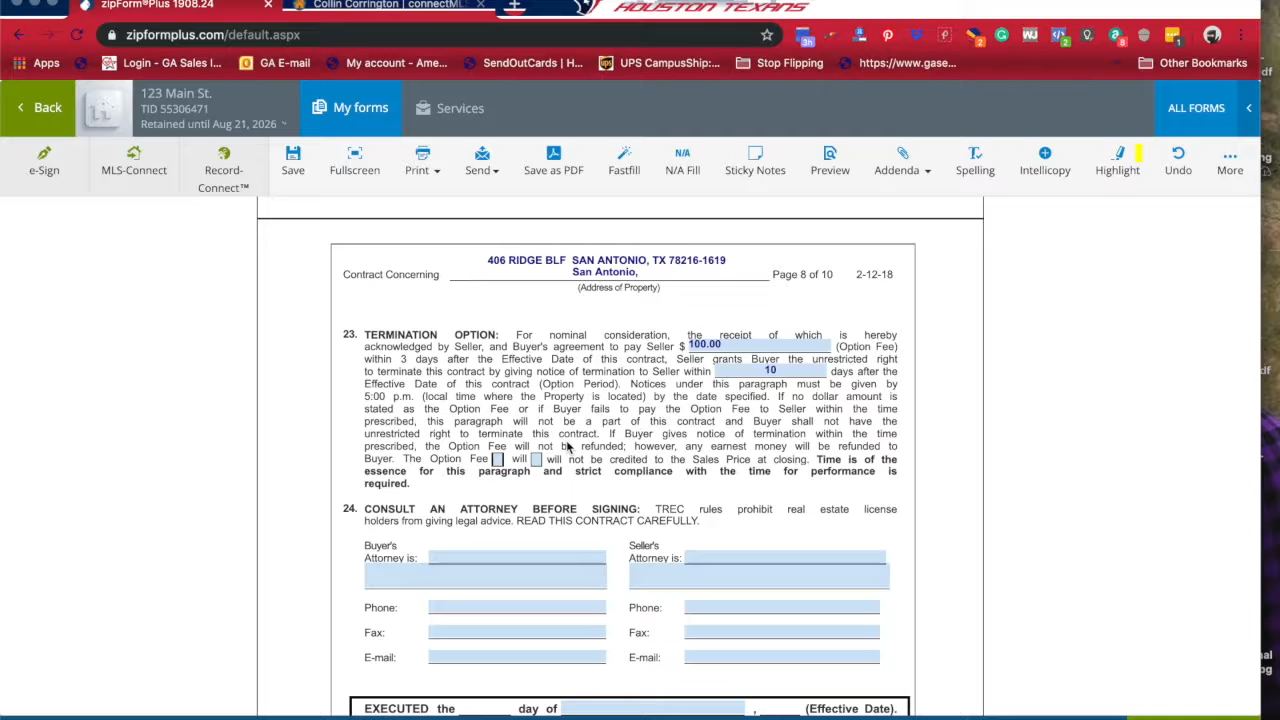 zipForm®Plus 1908.24
Collin Corrington | connectML
HOUSTON TEXANS
zipformplus.com/default.aspx
3h
2
2
8
1
Apps
Login - GA Sales I...
GA E-mail
My account - Ame...
SendOutCards | H...
UPS CampusShip:...
Stop Flipping
https://www.gase...
Other Bookmarks
Back
123 Main St.
TID 55306471
Retained until Aug 21, 2026
My forms
Services
ALL FORMS
e-Sign
MLS-Connect
Record-Connect™
Save
Fullscreen
Print
Send
Save as PDF
Fastfill
N/A
N/A Fill
Sticky Notes
Preview
Addenda
Spelling
Intellicopy
Highlight
Undo
More
406 RIDGE BLF SAN ANTONIO, TX 78216-1619
San Antonio,
Contract Concerning
Page 8 of 10 2-12-18
(Address of Property)
23. TERMINATION OPTION: For nominal consideration, the receipt of which is hereby
acknowledged by Seller, and Buyer's agreement to pay Seller $ 100.00 (Option Fee)
within 3 days after the Effective Date of this contract, Seller grants Buyer the unrestricted right
to terminate this contract by giving notice of termination to Seller within 10 days after the
Effective Date of this contract (Option Period). Notices under this paragraph must be given by
5:00 p.m. (local time where the Property is located) by the date specified. If no dollar amount is
stated as the Option Fee or if Buyer fails to pay the Option Fee to Seller within the time
prescribed, this paragraph will not be a part of this contract and Buyer shall not have the
unrestricted right to terminate this contract. If Buyer gives notice of termination within the time
prescribed, the Option Fee will not be refunded; however, any earnest money will be refunded to
Buyer. The Option Fee will will not be credited to the Sales Price at closing. Time is of the
essence for this paragraph and strict compliance with the time for performance is
required.
24. CONSULT AN ATTORNEY BEFORE SIGNING: TREC rules prohibit real estate license
holders from giving legal advice. READ THIS CONTRACT CAREFULLY.
Buyer's
Attorney is:
Seller's
Attorney is:
Phone:
Phone:
Fax:
Fax:
E-mail:
E-mail:
EXECUTED the day of , (Effective Date).